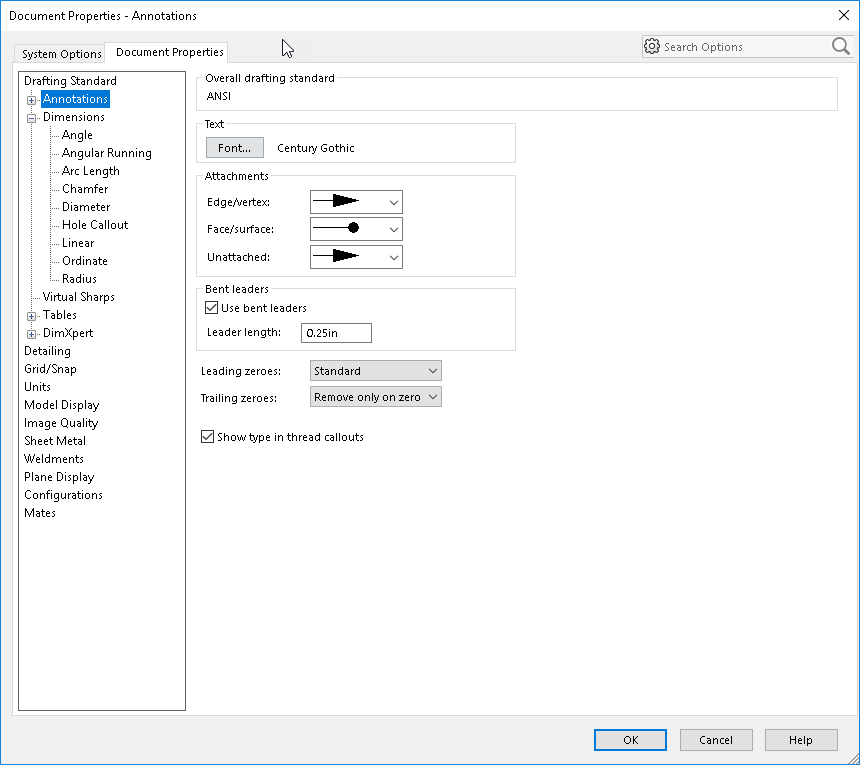 Document Properties - Annotations
System Options
Document Properties
Search Options
Drafting Standard
Annotations
Dimensions
Angle
Angular Running
Arc Length
Chamfer
Diameter
Hole Callout
Linear
Ordinate
Radius
Virtual Sharps
Tables
DimXpert
Detailing
Grid/Snap
Units
Model Display
Image Quality
Sheet Metal
Weldments
Plane Display
Configurations
Mates
Overall drafting standard
ANSI
Text
Font... Century Gothic
Attachments
Edge/vertex:
Face/surface:
Unattached:
Bent leaders
Use bent leaders
Leader length: 0.25in
Leading zeroes: Standard
Trailing zeroes: Remove only on zero
Show type in thread callouts
OK Cancel Help